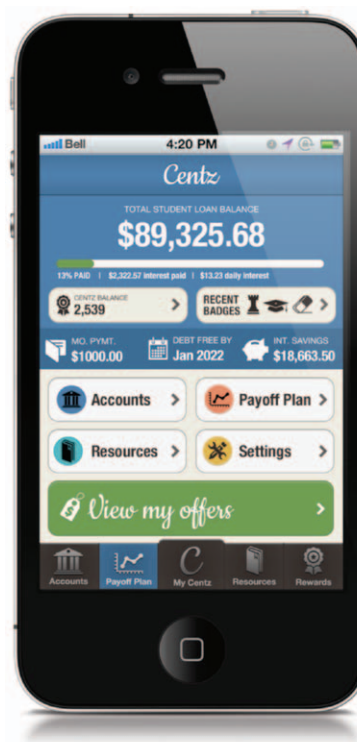 Bell 4:20 PM
Centz
TOTAL STUDENT LOAN BALANCE
$89,325.68
13% PAID | $2,322.57 interest paid | $13.23 daily interest
CENTZ BALANCE
2,539
RECENT
BADGES
MO. PYMT.
$1000.00
DEBT FREE BY
Jan 2022
INT. SAVINGS
$18,663.50
Accounts
Payoff Plan
Resources
Settings
View my offers
Accounts Payoff Plan My Centz Resources Rewards